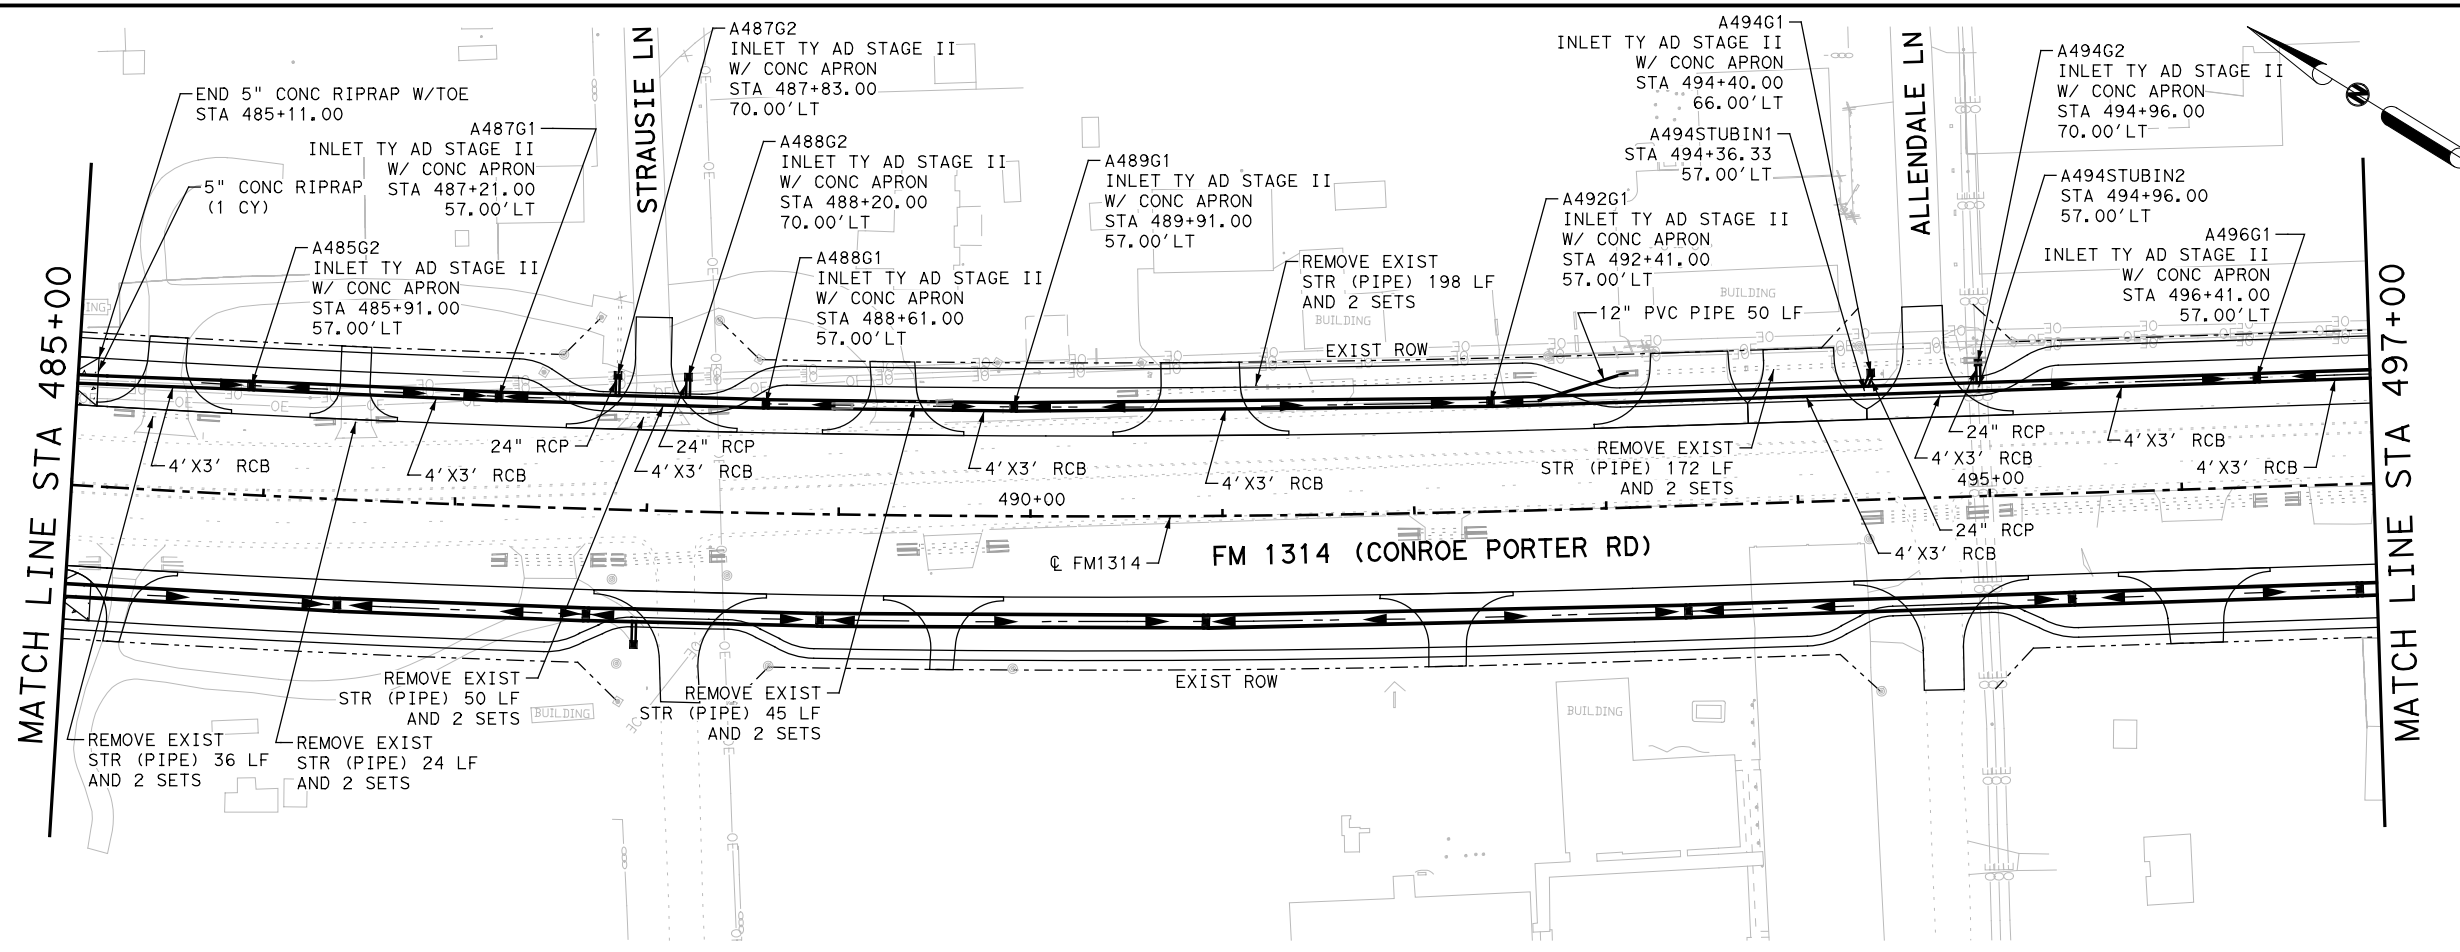 A487G2
INLET TY AD STAGE II
W/ CONC APRON
STA 487+83.00
70.00'LT
STRAUSIE LN
END 5" CONC RIPRAP W/TOE
STA 485+11.00
A487G1
INLET TY AD STAGE II
W/ CONC APRON
STA 487+21.00
57.00'LT
5" CONC RIPRAP
(1 CY)
A485G2
INLET TY AD STAGE II
W/ CONC APRON
STA 485+91.00
57.00'LT
A488G2
INLET TY AD STAGE II
W/ CONC APRON
STA 488+20.00
70.00'LT
A488G1
INLET TY AD STAGE II
W/ CONC APRON
STA 488+61.00
57.00'LT
A489G1
INLET TY AD STAGE II
W/ CONC APRON
STA 489+91.00
57.00'LT
REMOVE EXIST
STR (PIPE) 198 LF
AND 2 SETS
BUILDING
EXIST ROW
A494G1
INLET TY AD STAGE II
W/ CONC APRON
STA 494+40.00
66.00'LT
A494STUBIN1
STA 494+36.33
57.00'LT
A492G1
INLET TY AD STAGE II
W/ CONC APRON
STA 492+41.00
57.00'LT
12" PVC PIPE 50 LF
BUILDING
ALLENDALE LN
A494G2
INLET TY AD STAGE II
W/ CONC APRON
STA 494+96.00
70.00'LT
A494STUBIN2
STA 494+96.00
57.00'LT
A496G1
INLET TY AD STAGE II
W/ CONC APRON
STA 496+41.00
57.00'LT
N
MATCH LINE STA 485+00
MATCH LINE STA 497+00
4'X3' RCB
4'X3' RCB
24" RCP
24" RCP
4'X3' RCB
4'X3' RCB
4'X3' RCB
REMOVE EXIST
STR (PIPE) 172 LF
AND 2 SETS
24" RCP
4'X3' RCB
4'X3' RCB
4'X3' RCB
490+00
495+00
24" RCP
4'X3' RCB
℄ FM1314
FM 1314 (CONROE PORTER RD)
EXIST ROW
REMOVE EXIST
STR (PIPE) 50 LF
AND 2 SETS
REMOVE EXIST
STR (PIPE) 45 LF
AND 2 SETS
BUILDING
BUILDING
REMOVE EXIST
STR (PIPE) 36 LF
AND 2 SETS
REMOVE EXIST
STR (PIPE) 24 LF
AND 2 SETS